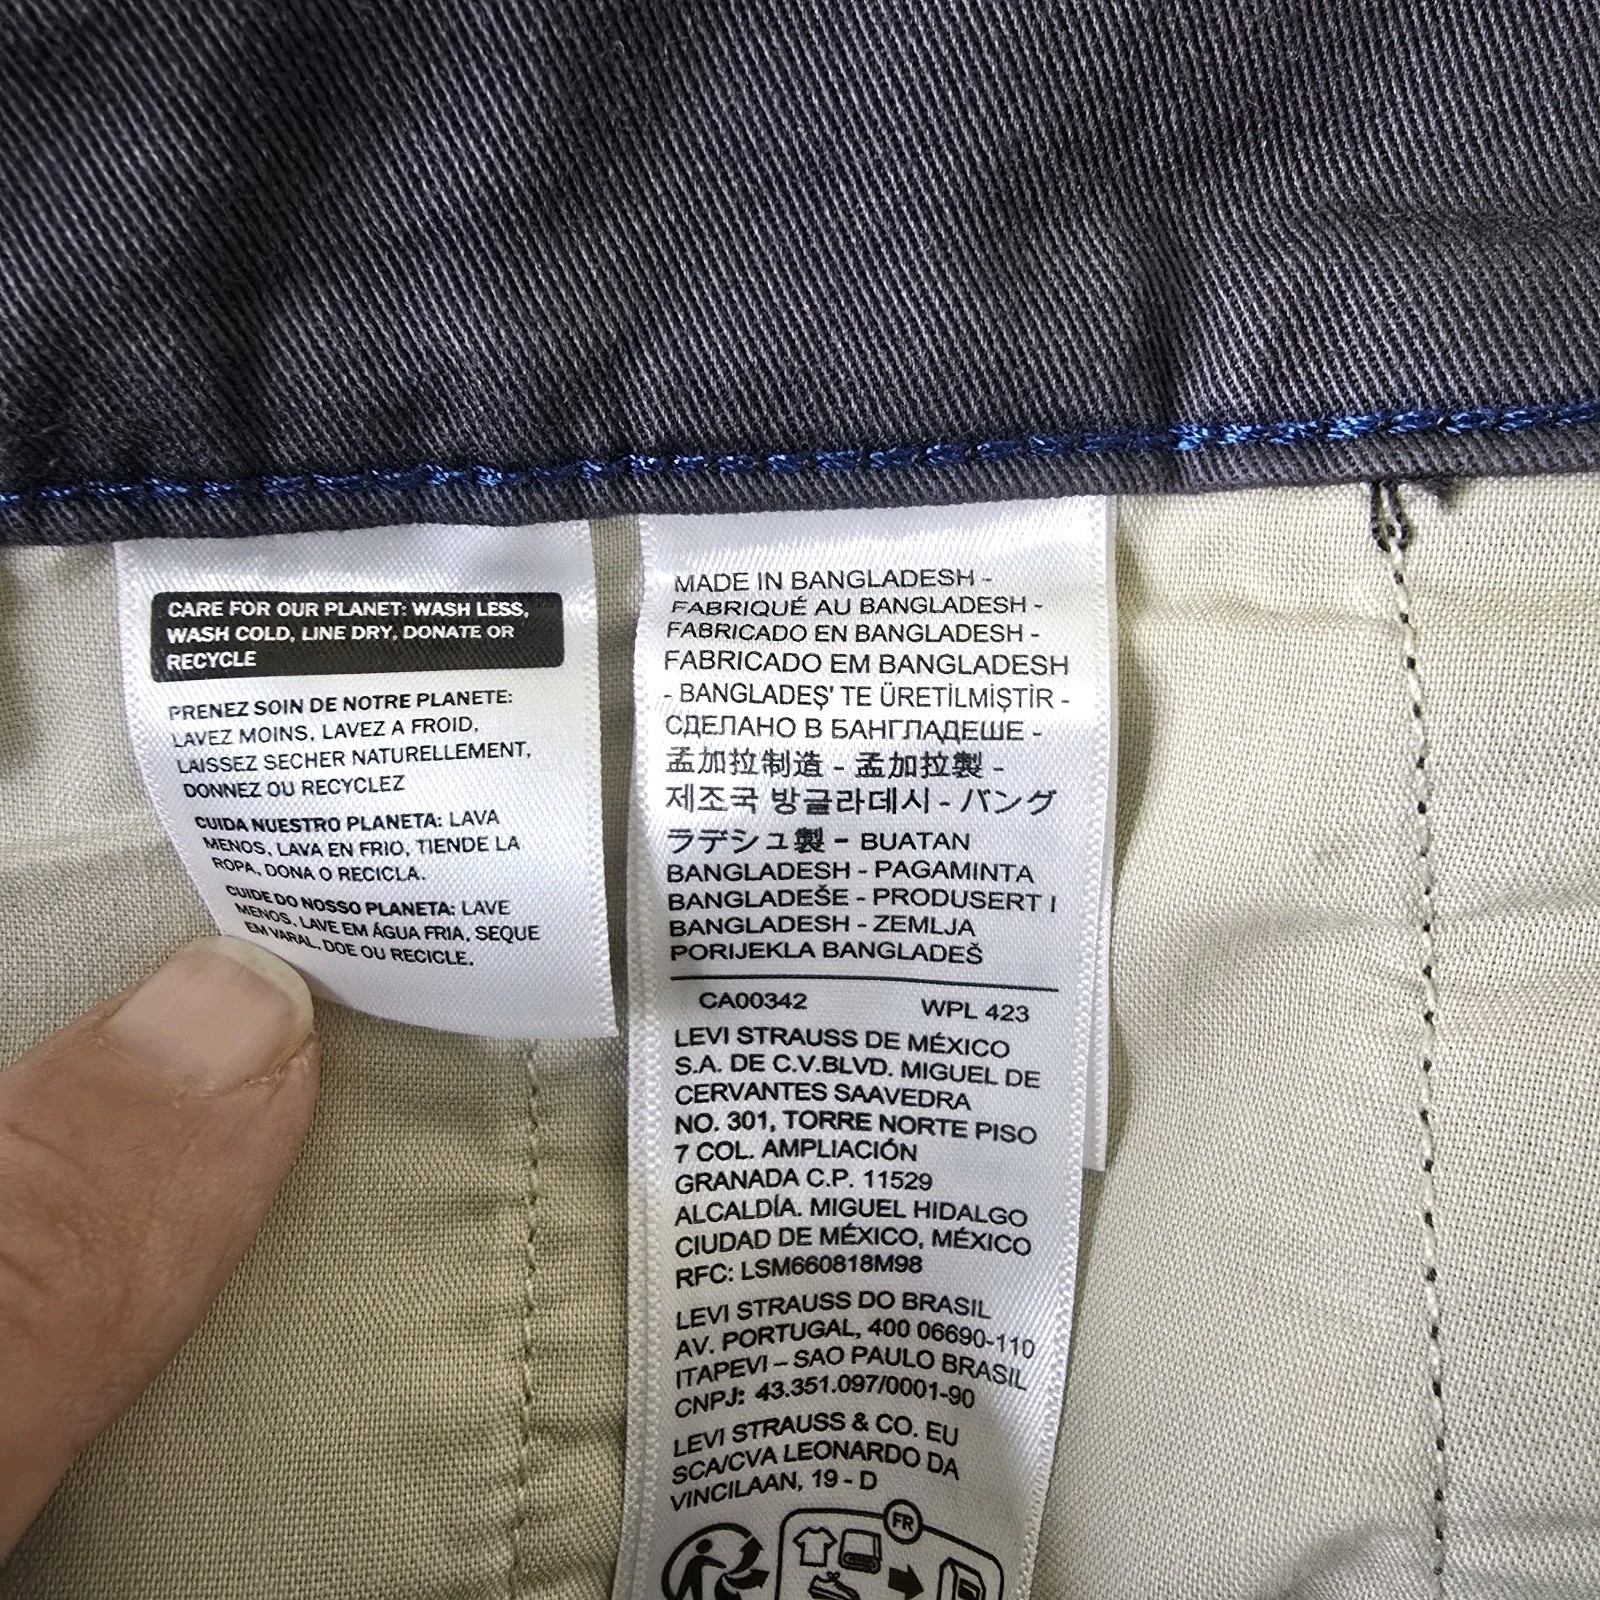 CARE FOR OUR PLANET: WASH LESS,
WASH COLD, LINE DRY, DONATE OR
RECYCLE
PRENEZ SOIN DE NOTRE PLANETE:
LAVEZ MOINS, LAVEZ A FROID,
LAISSEZ SECHER NATURELLEMENT,
DONNEZ OU RECYCLEZ
CUIDA NUESTRO PLANETA: LAVA
MENOS, LAVA EN FRIO, TIENDE LA
ROPA, DONA O RECICLA.
CUIDE DO NOSSO PLANETA: LAVE
MENOS, LAVE EM ÁGUA FRIA, SEQUE
EM VARAL, DOE OU RECICLE.
MADE IN BANGLADESH -
FABRIQUÉ AU BANGLADESH -
FABRICADO EN BANGLADESH -
FABRICADO EM BANGLADESH
- BANGLADEŞ' TE ÜRETİLMİŞTİR -
СДЕЛАНО В БАНГЛАДЕШЕ -
孟加拉制造 - 孟加拉製 -
제조국 방글라데시 - バング
ラデシュ製 - BUATAN
BANGLADESH - PAGAMINTA
BANGLADEŠE - PRODUSERT I
BANGLADESH - ZEMLJA
PORIJEKLA BANGLADEŠ
CA00342 WPL 423
LEVI STRAUSS DE MÉXICO
S.A. DE C.V.BLVD. MIGUEL DE
CERVANTES SAAVEDRA
NO. 301, TORRE NORTE PISO
7 COL. AMPLIACIÓN
GRANADA C.P. 11529
ALCALDÍA. MIGUEL HIDALGO
CIUDAD DE MÉXICO, MÉXICO
RFC: LSM660818M98
LEVI STRAUSS DO BRASIL
AV. PORTUGAL, 400 06690-110
ITAPEVI – SAO PAULO BRASIL
CNPJ: 43.351.097/0001-90
LEVI STRAUSS & CO. EU
SCA/CVA LEONARDO DA
VINCILAAN, 19 - D
FR